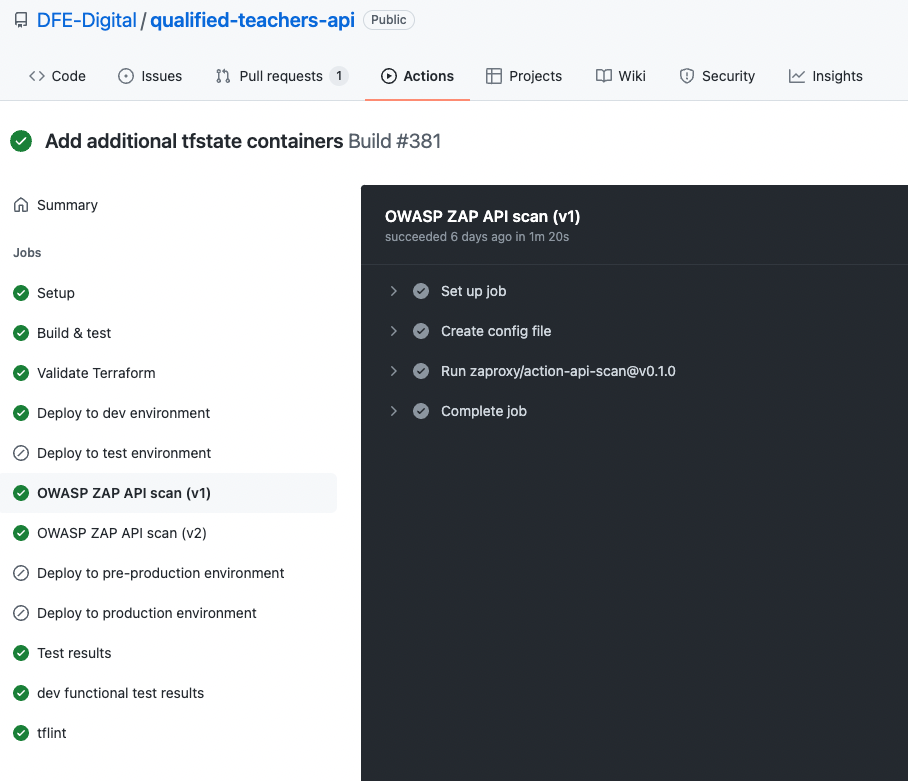 DFE-Digital / qualified-teachers-api Public
Code Issues Pull requests 1 Actions Projects Wiki Security Insights
Add additional tfstate containers Build #381
Summary
Jobs
Setup
Build & test
Validate Terraform
Deploy to dev environment
Deploy to test environment
OWASP ZAP API scan (v1)
OWASP ZAP API scan (v2)
Deploy to pre-production environment
Deploy to production environment
Test results
dev functional test results
tflint
OWASP ZAP API scan (v1)
succeeded 6 days ago in 1m 20s
Set up job
Create config file
Run zaproxy/action-api-scan@v0.1.0
Complete job